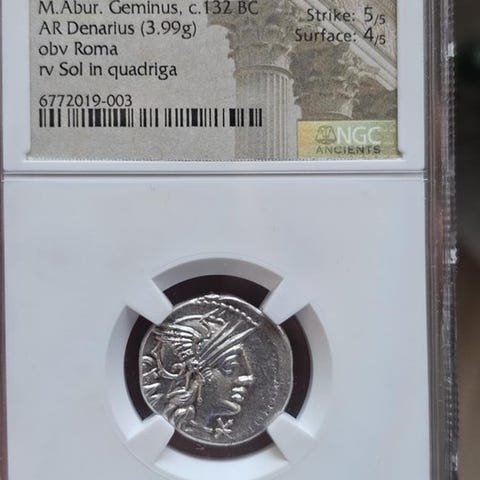 M.Abur. Geminus, c.132 BC
AR Denarius (3.99g)
obv Roma
rv Sol in quadriga
6772019-003
Strike: 5/5
Surface: 4/5
NGC
ANCIENTS